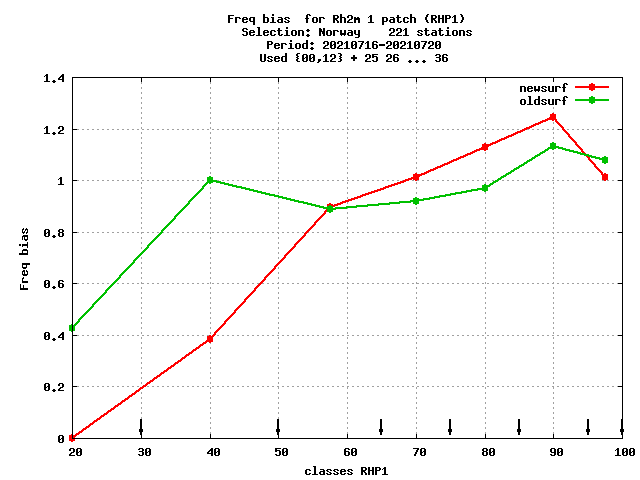 Freq bias  for Rh2m 1 patch (RHP1)
Selection: Norway    221 stations
Period: 20210716-20210720
Used {00,12} + 25 26 ... 36
newsurf
oldsurf
1.4
1.2
1
0.8
0.6
0.4
0.2
0
Freq bias
20 30 40 50 60 70 80 90 100
classes RHP1